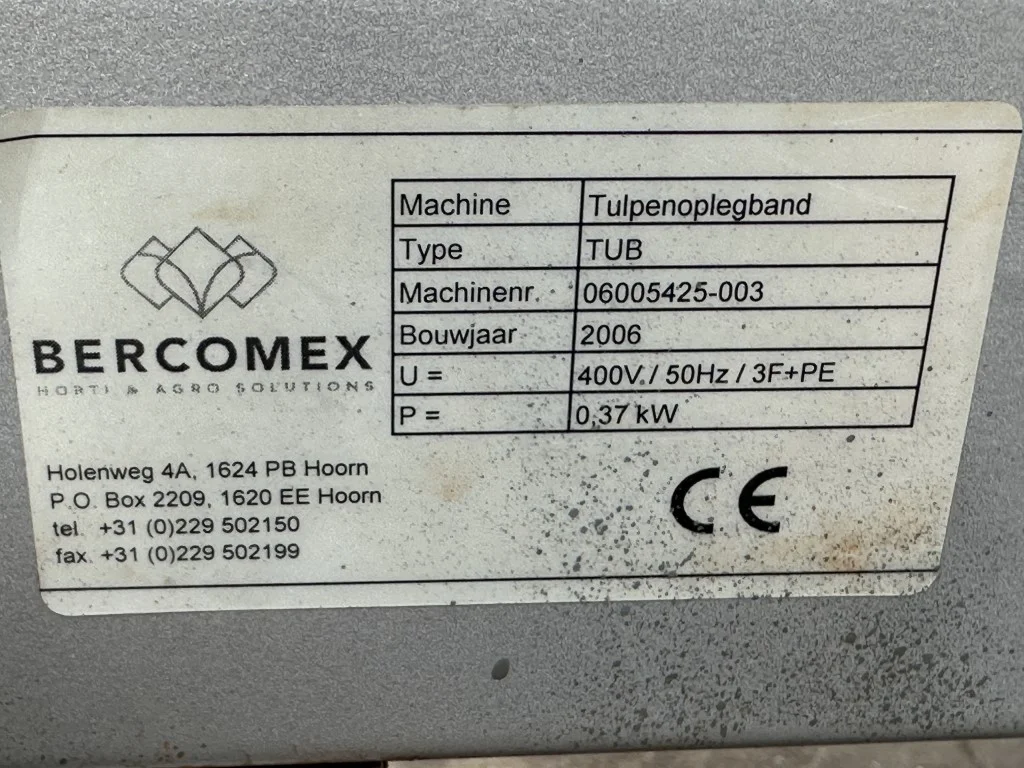 BERCOMEX
HORTI & AGRO SOLUTIONS
Machine Tulpenoplegband
Type TUB
Machinenr. 06005425-003
Bouwjaar 2006
U = 400V / 50Hz / 3F+PE
P = 0,37 kW
Holenweg 4A, 1624 PB Hoorn
P.O. Box 2209, 1620 EE Hoorn
tel. +31 (0)229 502150
fax. +31 (0)229 502199
CE